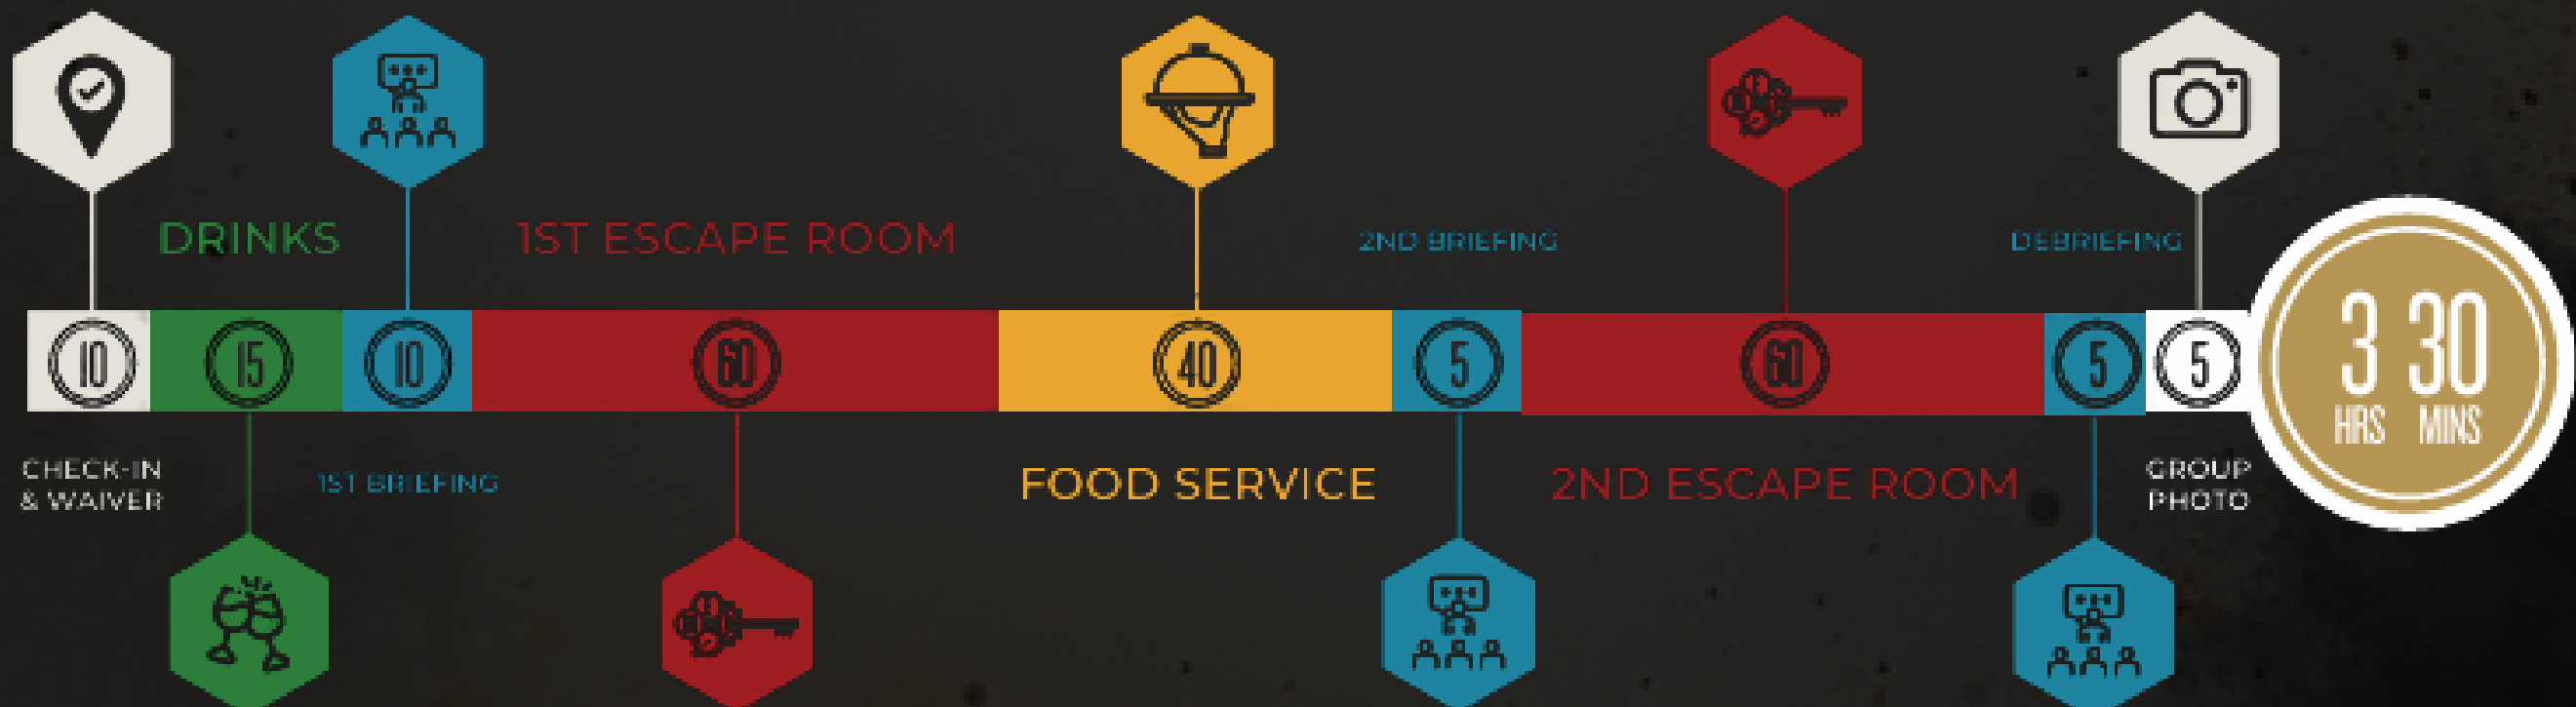 DRINKS
1ST ESCAPE ROOM
2ND BRIEFING
DEBRIEFING
10
15
10
60
40
5
60
5
5
3 30
HRS MINS
CHECK-IN
& WAIVER
1ST BRIEFING
FOOD SERVICE
2ND ESCAPE ROOM
GROUP
PHOTO